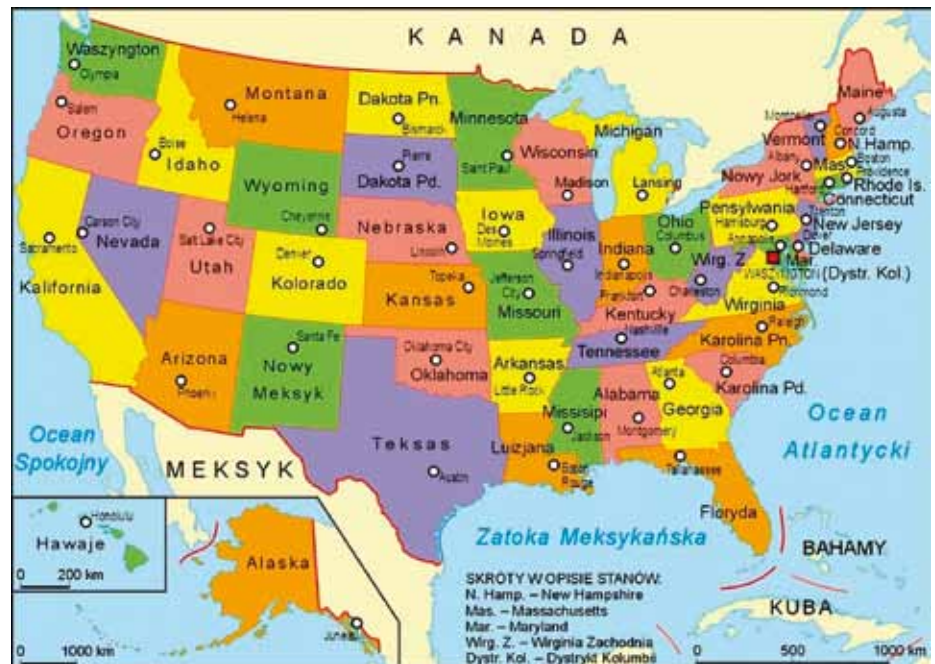 KANADA
Waszyngton
Olympia
Salem
Oregon
Montana
Helena
Boise
Idaho
Wyoming
Cheyenne
Dakota Pn.
Bismarck
Pierre
Dakota Pd.
Minnesota
Saint Paul
Wisconsin
Madison
Michigan
Lansing
Maine
Augusta
Vermont
Concord
N. Hamp.
Albany
Nowy Jork
Mas.
Boston
Providence
Rhode Is.
Hartford
Connecticut
Pensylwania
Harrisburg
Trenton
New Jersey
Annapolis
Dover
Delaware
Mar.
WASZYNGTON (Dystr. Kol.)
Sacramento
Carson City
Nevada
Kalifornia
Salt Lake City
Utah
Denver
Kolorado
Nebraska
Lincoln
Topeka
Kansas
Iowa
Des
Moines
Illinois
Springfield
Jefferson
City
Missouri
Indiana
Indianapolis
Ohio
Columbus
Wirg. Z.
Charleston
Frankfort
Kentucky
Richmond
Wirginia
Nashville
Tennessee
Raleigh
Karolina Pn.
Columbia
Karolina Pd.
Arizona
Phoenix
Santa Fe
Nowy
Meksyk
Oklahoma City
Oklahoma
Arkansas
Little Rock
Missisipi
Jackson
Alabama
Montgomery
Atlanta
Georgia
Teksas
Austin
Luizjana
Baton
Rouge
Tallahassee
Floryda
Ocean
Spokojny
MEKSYK
Ocean
Atlantycki
Zatoka Meksykańska
BAHAMY
KUBA
Honolulu
Hawaje
0 200 km
Alaska
Juneau
0 1000 km
SKRÓTY W OPISIE STANÓW:
N. Hamp. – New Hampshire
Mas. – Massachusetts
Mar. – Maryland
Wirg. Z. – Wirginia Zachodnia
Dystr. Kol. – Dystrykt Kolumbii
0 500 1000 km